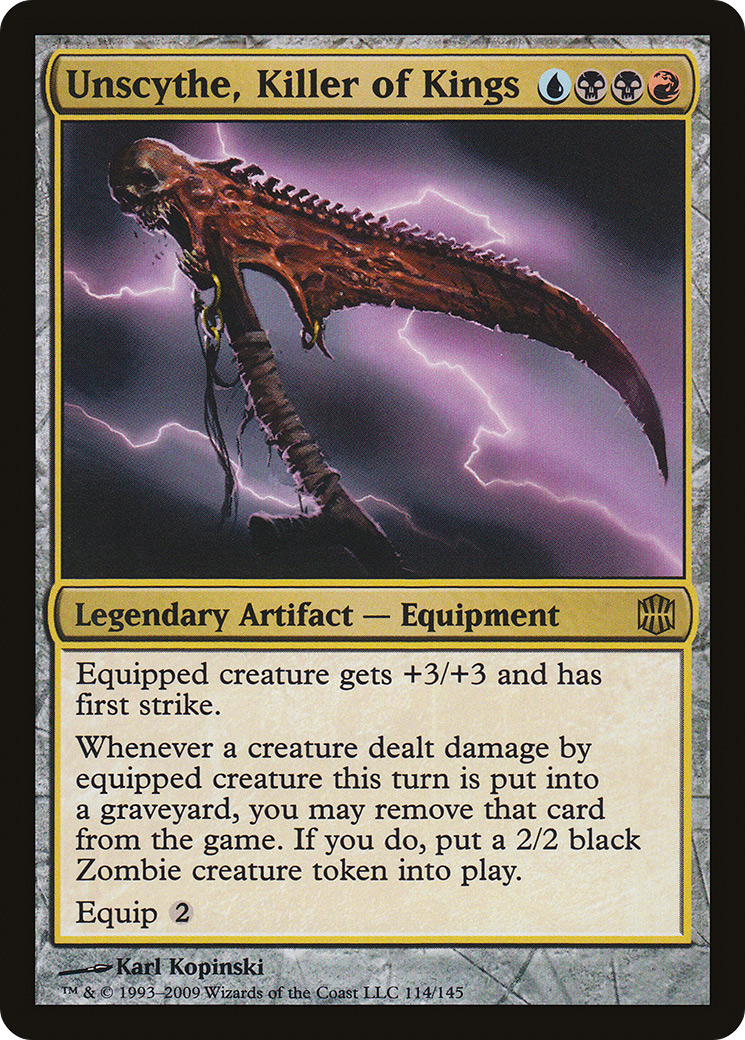 Unscythe, Killer of Kings
Legendary Artifact — Equipment
Equipped creature gets +3/+3 and has
first strike.
Whenever a creature dealt damage by
equipped creature this turn is put into
a graveyard, you may remove that card
from the game. If you do, put a 2/2 black
Zombie creature token into play.
Equip 2
Karl Kopinski
™ & © 1993–2009 Wizards of the Coast LLC 114/145